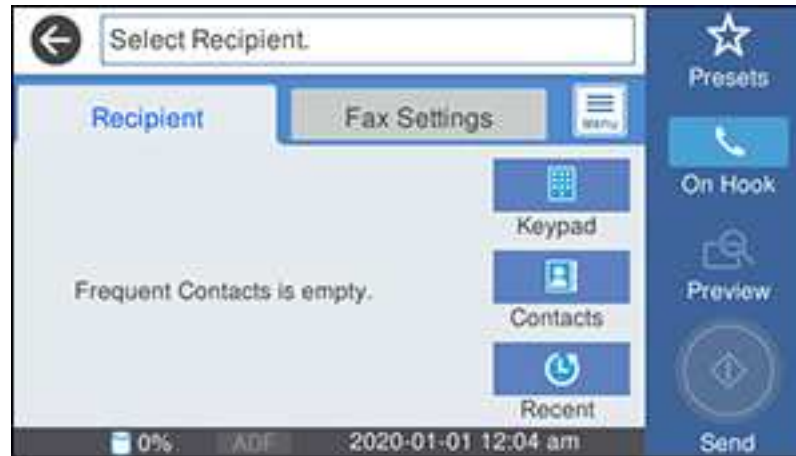 Select Recipient.
Presets
Recipient
Fax Settings
Menu
On Hook
Keypad
Frequent Contacts is empty.
Preview
Contacts
Recent
0%
ADF
2020-01-01 12:04 am
Send